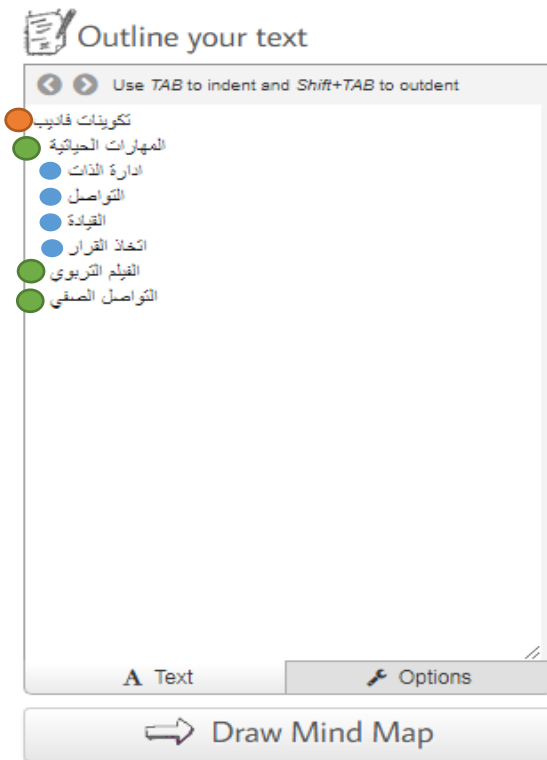 Outline your text
Use TAB to indent and Shift+TAB to outdent
تكوينات فاديب
المهارات الحياتية
ادارة الذات
التواصل
القيادة
اتخاذ القرار
الفيلم التربوي
التواصل الصفي
A Text
Options
Draw Mind Map